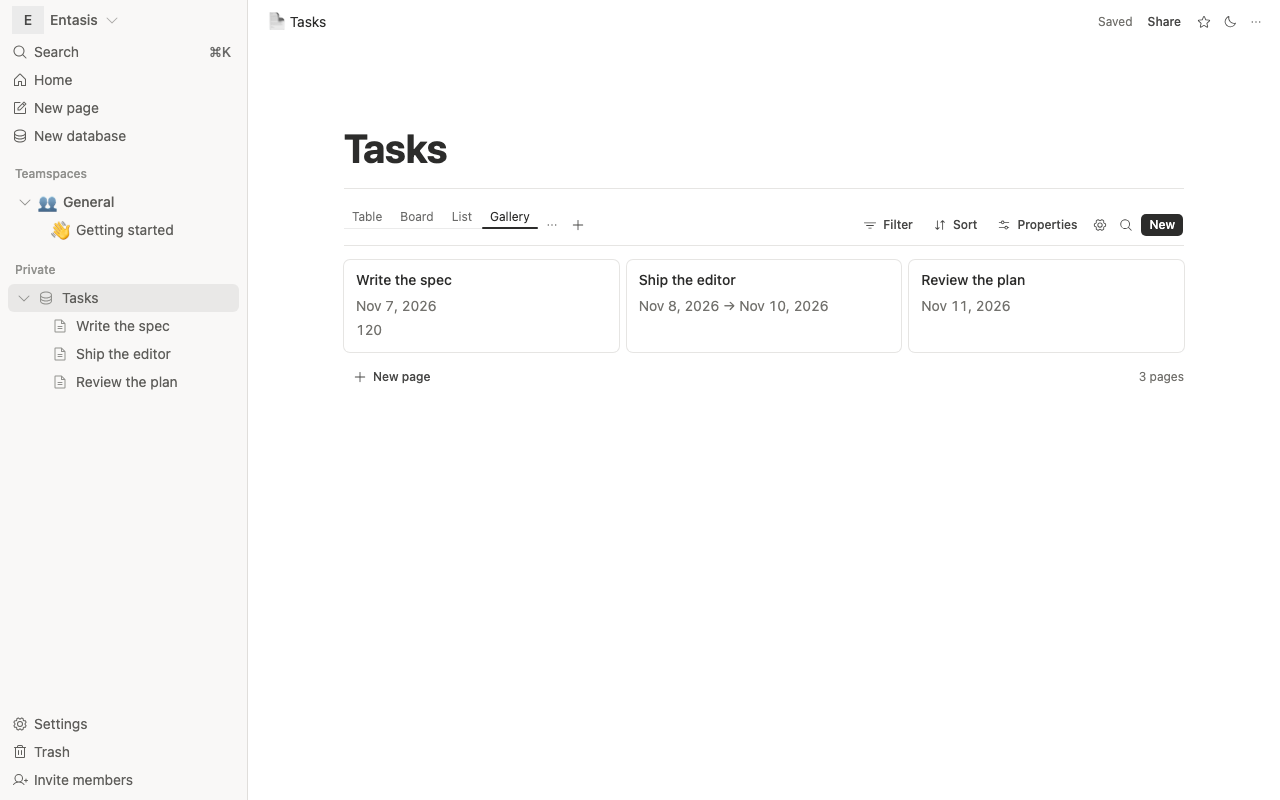 E Entasis
Search ⌘K
Home
New page
New database
Teamspaces
General
Getting started
Private
Tasks
Write the spec
Ship the editor
Review the plan
Settings
Trash
Invite members
Tasks
Saved Share
Tasks
Table Board List Gallery
Filter Sort Properties New
Write the spec
Nov 7, 2026
120
Ship the editor
Nov 8, 2026 → Nov 10, 2026
Review the plan
Nov 11, 2026
New page
3 pages